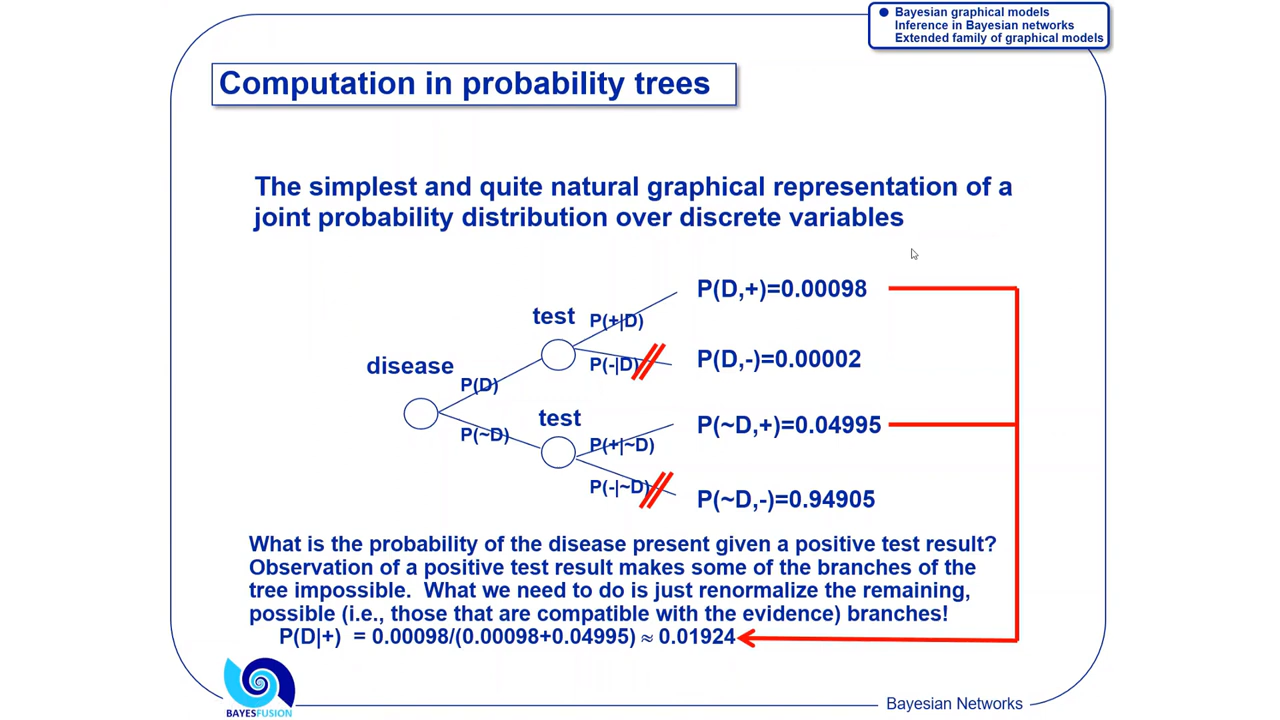 Bayesian graphical models
Inference in Bayesian networks
Extended family of graphical models
Computation in probability trees
The simplest and quite natural graphical representation of a
joint probability distribution over discrete variables
P(D,+)=0.00098
test
P(+|D)
P(-|D)
P(D,-)=0.00002
disease
P(D)
test
P(~D)
P(+|~D)
P(~D,+)=0.04995
P(-|~D)
P(~D,-)=0.94905
What is the probability of the disease present given a positive test result?
Observation of a positive test result makes some of the branches of the
tree impossible.  What we need to do is just renormalize the remaining,
possible (i.e., those that are compatible with the evidence) branches!
P(D|+) = 0.00098/(0.00098+0.04995) ≈ 0.01924
BAYESFUSION
Bayesian Networks